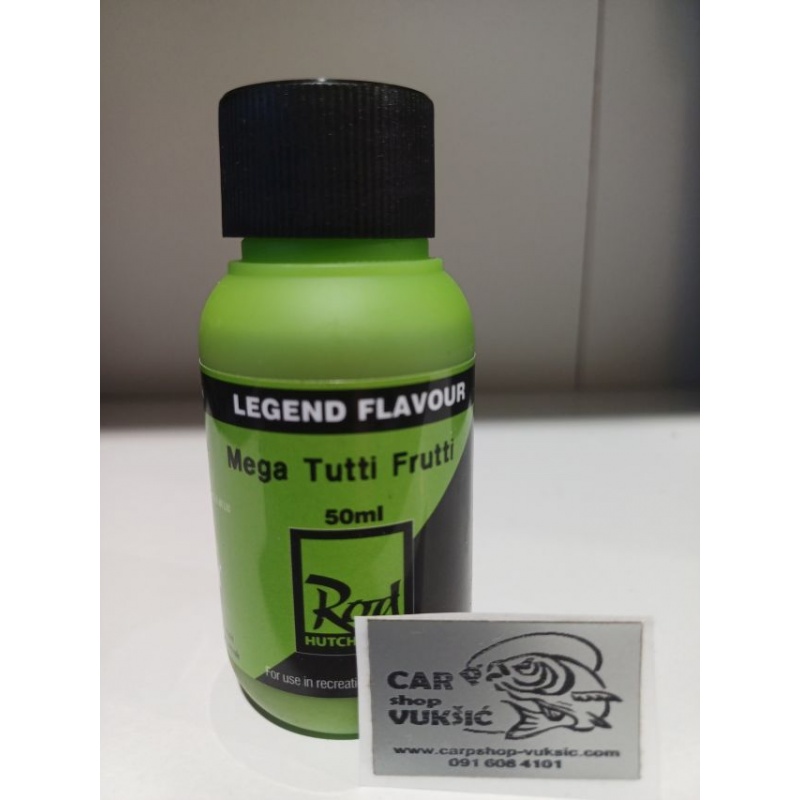 LEGEND FLAVOUR
Mega Tutti Frutti
50ml
Rod
HUTCH
For use in recreati
CAR
shop
VUKŠIĆ
www.carpshop-vuksic.com
091 608 4101